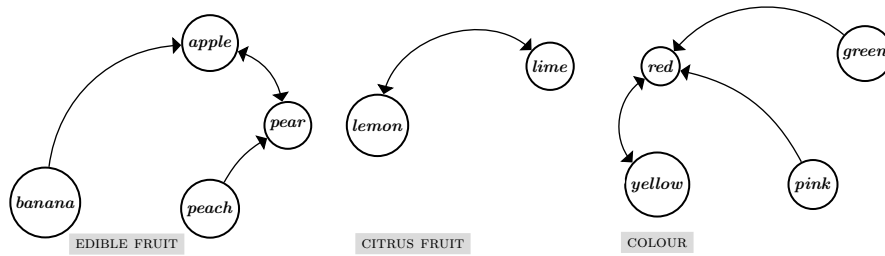 apple
pear
banana
peach
EDIBLE FRUIT
lime
lemon
CITRUS FRUIT
green
red
yellow
pink
COLOUR